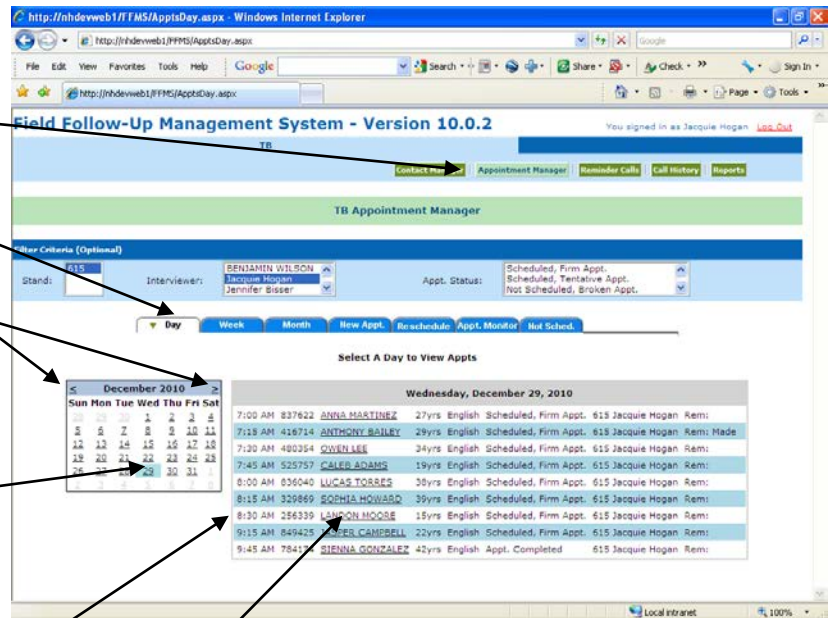 http://nhdevweb1/FFMS/ApptsDay.aspx - Windows Internet Explorer
http://nhdevweb1/FFMS/ApptsDay.aspx Google
File Edit View Favorites Tools Help Google Search Share Check Sign In
http://nhdevweb1/FFMS/ApptsDay.aspx Page Tools
Field Follow-Up Management System - Version 10.0.2 You signed in as Jacquie Hogan Log Out
TB
Contact Appointment Manager Reminder Calls Call History Reports
TB Appointment Manager
Filter Criteria (Optional)
Stand: 615 Interviewer: BENJAMIN WILSON Jacquie Hogan Jennifer Bisser Appt. Status: Scheduled, Firm Appt. Scheduled, Tentative Appt. Not Scheduled, Broken Appt.
Day Week Month New Appt. Reschedule Appt. Monitor Not Sched.
Select A Day to View Appts
< December 2010 >
Sun Mon Tue Wed Thu Fri Sat
28 29 30 1 2 3 4
5 6 7 8 9 10 11
12 13 14 15 16 17 18
19 20 21 22 23 24 25
26 27 28 29 30 31 1
2 3 4 5 6 7 8
Wednesday, December 29, 2010
7:00 AM 837622 ANNA MARTINEZ 27yrs English Scheduled, Firm Appt. 615 Jacquie Hogan Rem:
7:15 AM 416714 ANTHONY BAILEY 29yrs English Scheduled, Firm Appt. 615 Jacquie Hogan Rem: Made
7:30 AM 480354 OWEN LEE 34yrs English Scheduled, Firm Appt. 615 Jacquie Hogan Rem:
7:45 AM 525757 CALEB ADAMS 19yrs English Scheduled, Firm Appt. 615 Jacquie Hogan Rem:
8:00 AM 836040 LUCAS TORRES 38yrs English Scheduled, Firm Appt. 615 Jacquie Hogan Rem:
8:15 AM 329869 SOPHIA HOWARD 39yrs English Scheduled, Firm Appt. 615 Jacquie Hogan Rem:
8:30 AM 256339 LANDON MOORE 15yrs English Scheduled, Firm Appt. 615 Jacquie Hogan Rem:
9:15 AM 849425 CAMPBELL 22yrs English Scheduled, Firm Appt. 615 Jacquie Hogan Rem:
9:45 AM SIENNA GONZALEZ 42yrs English Appt. Completed 615 Jacquie Hogan Rem:
Local intranet 100%